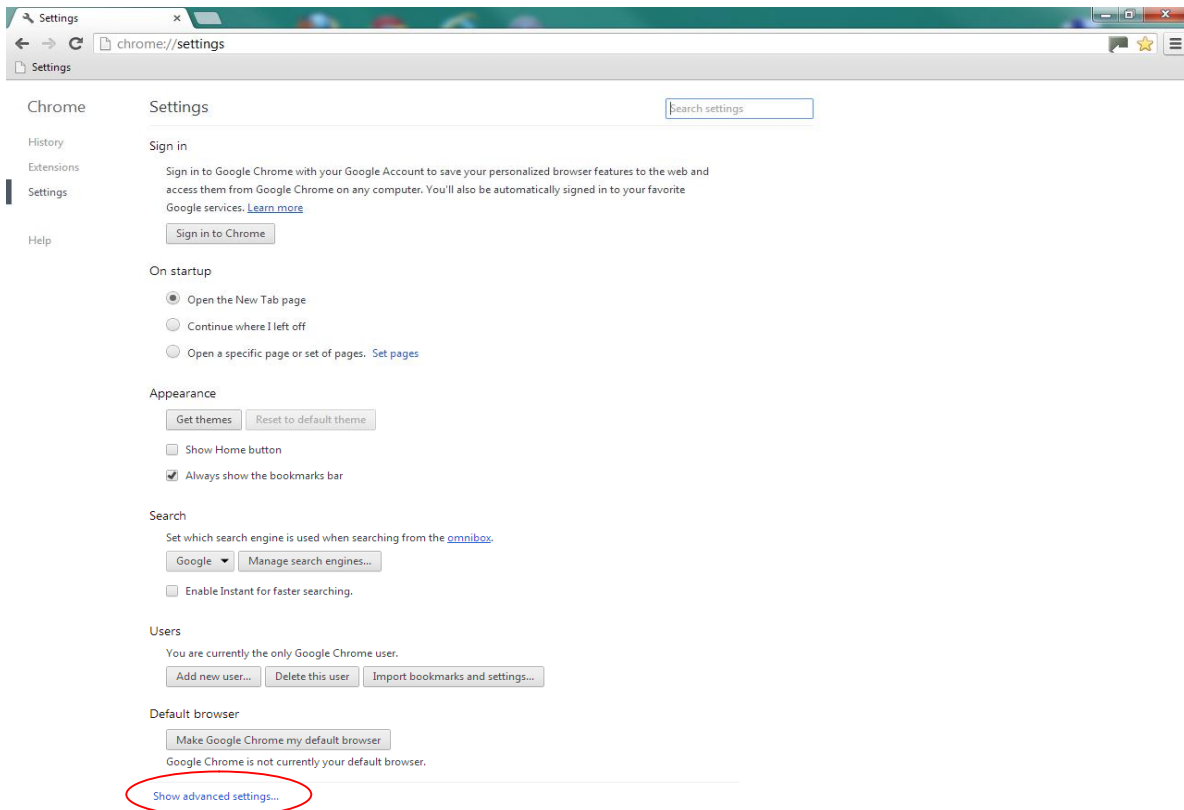 Settings
chrome://settings
Settings
Chrome
Settings
Search settings
History
Extensions
Settings
Help
Sign in
Sign in to Google Chrome with your Google Account to save your personalized browser features to the web and
access them from Google Chrome on any computer. You'll also be automatically signed in to your favorite
Google services. Learn more
Sign in to Chrome
On startup
Open the New Tab page
Continue where I left off
Open a specific page or set of pages. Set pages
Appearance
Get themes Reset to default theme
Show Home button
Always show the bookmarks bar
Search
Set which search engine is used when searching from the omnibox.
Google Manage search engines...
Enable Instant for faster searching.
Users
You are currently the only Google Chrome user.
Add new user... Delete this user Import bookmarks and settings...
Default browser
Make Google Chrome my default browser
Google Chrome is not currently your default browser.
Show advanced settings...